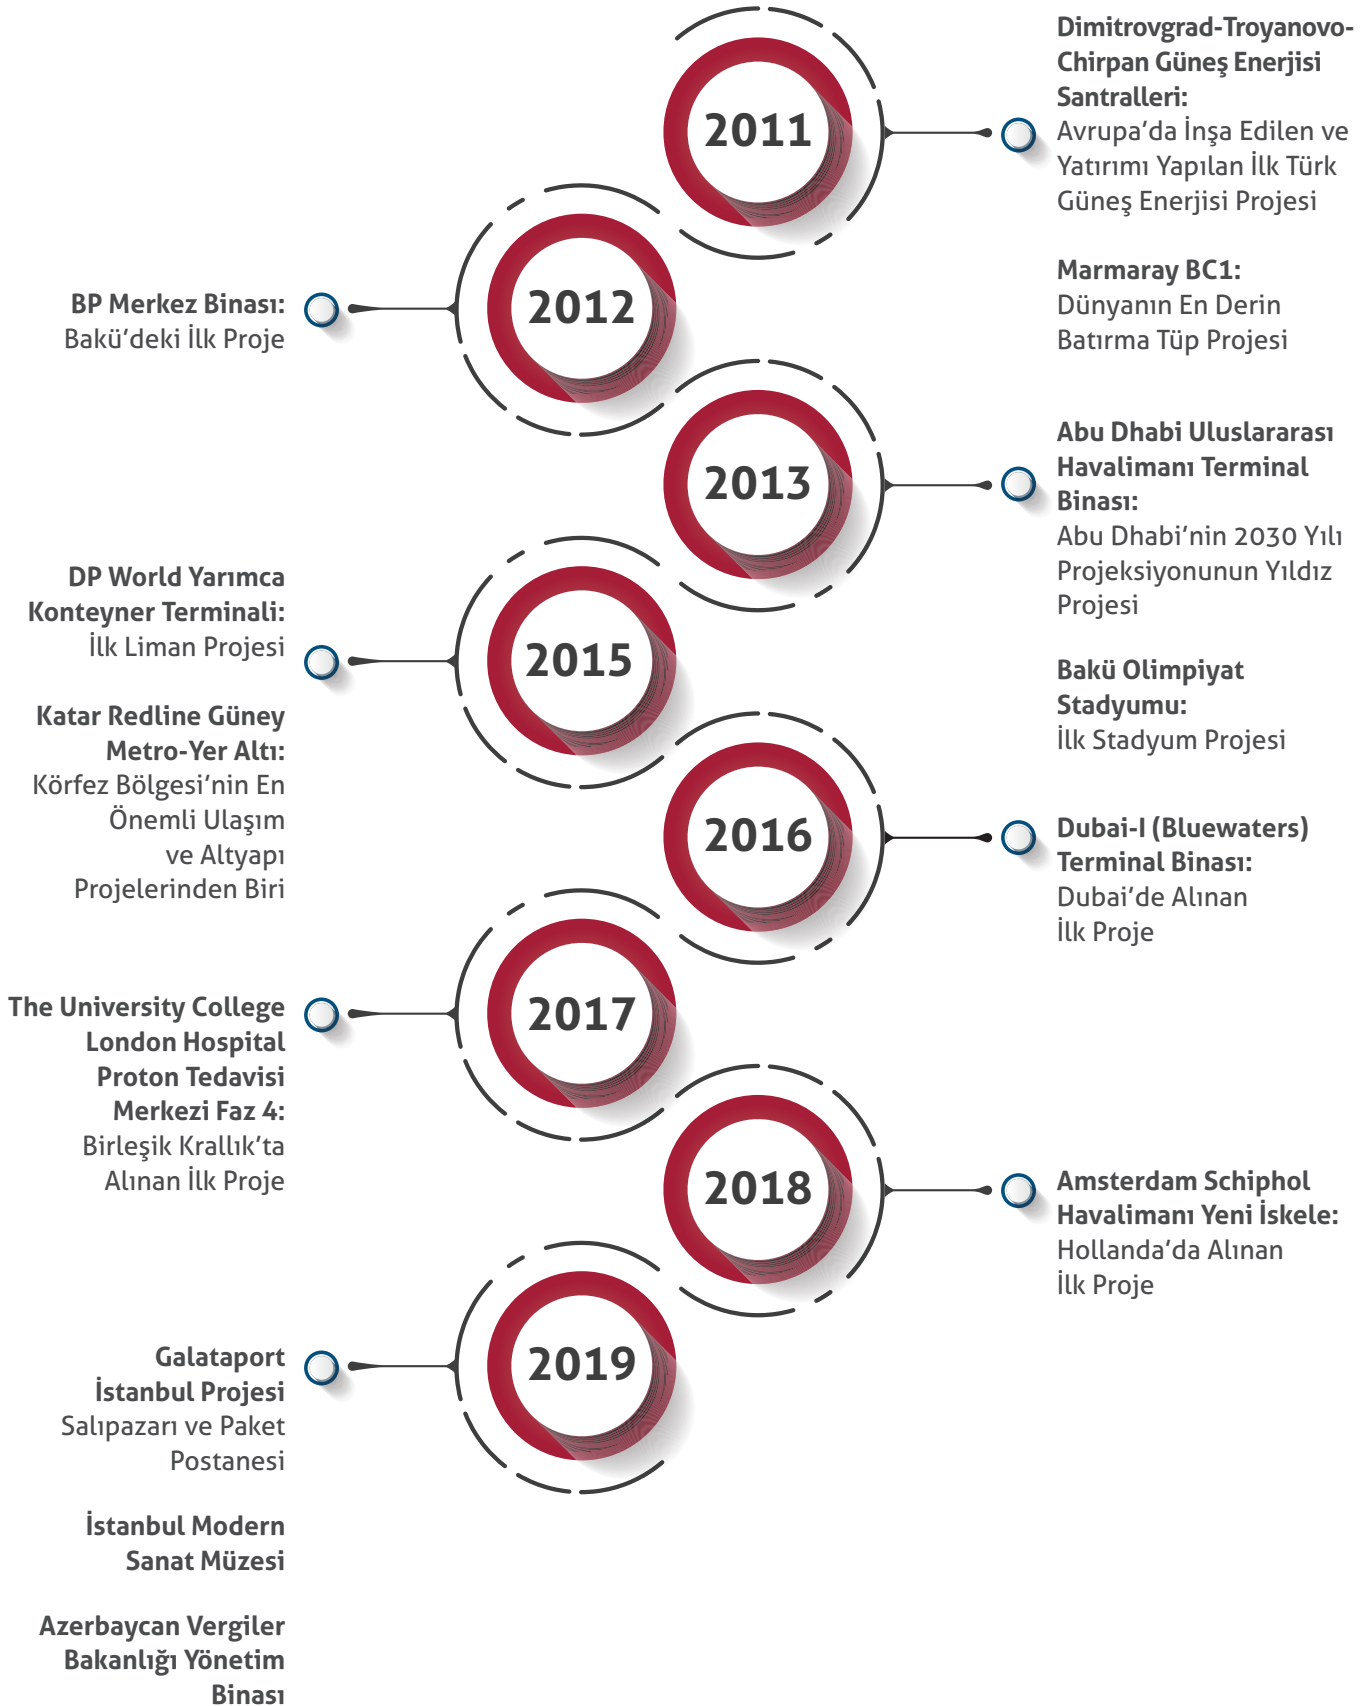 2011
Dimitrovgrad-Troyanovo-
Chirpan Güneş Enerjisi
Santralleri:
Avrupa’da İnşa Edilen ve
Yatırımı Yapılan İlk Türk
Güneş Enerjisi Projesi
Marmaray BC1:
Dünyanın En Derin
Batırma Tüp Projesi
2012
BP Merkez Binası:
Bakü’deki İlk Proje
2013
Abu Dhabi Uluslararası
Havalimanı Terminal
Binası:
Abu Dhabi’nin 2030 Yılı
Projeksiyonunun Yıldız
Projesi
Bakü Olimpiyat
Stadyumu:
İlk Stadyum Projesi
2015
DP World Yarımca
Konteyner Terminali:
İlk Liman Projesi
Katar Redline Güney
Metro-Yer Altı:
Körfez Bölgesi’nin En
Önemli Ulaşım
ve Altyapı
Projelerinden Biri
2016
Dubai-I (Bluewaters)
Terminal Binası:
Dubai’de Alınan
İlk Proje
2017
The University College
London Hospital
Proton Tedavisi
Merkezi Faz 4:
Birleşik Krallık’ta
Alınan İlk Proje
2018
Amsterdam Schiphol
Havalimanı Yeni İskele:
Hollanda’da Alınan
İlk Proje
2019
Galataport
İstanbul Projesi
Salıpazarı ve Paket
Postanesi
İstanbul Modern
Sanat Müzesi
Azerbaycan Vergiler
Bakanlığı Yönetim
Binası